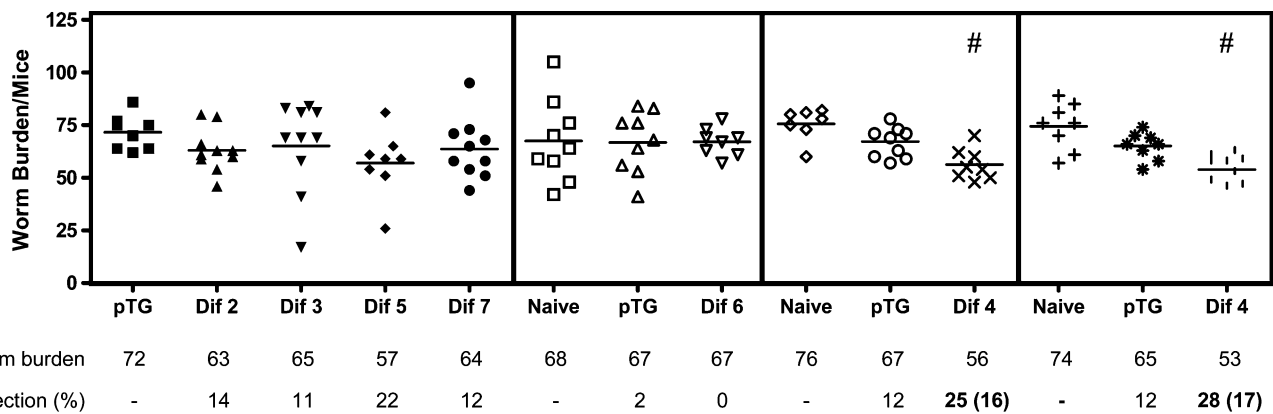 125
# #
100
75
50
25
0
Worm Burden/Mice
pTG Dif 2 Dif 3 Dif 5 Dif 7 Naive pTG Dif 6 Naive pTG Dif 4 Naive pTG Dif 4
burden 72 63 65 57 64 68 67 67 76 67 56 74 65 53
(%) - 14 11 22 12 - 2 0 - 12 25 (16) - 12 28 (17)